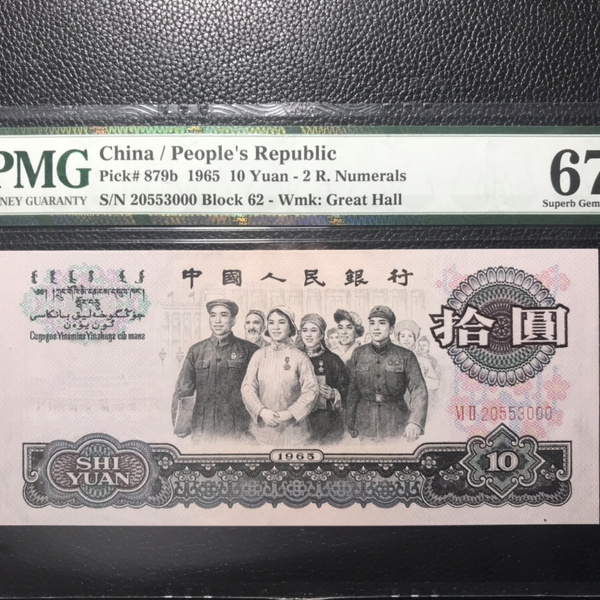 PMG
NEY GUARANTY
China / People's Republic
Pick# 879b 1965 10 Yuan - 2 R. Numerals
S/N 20553000 Block 62 - Wmk: Great Hall
67
Superb Gem
中國人民銀行
拾圓
VI II 20553000
1965
SHI
YUAN
10